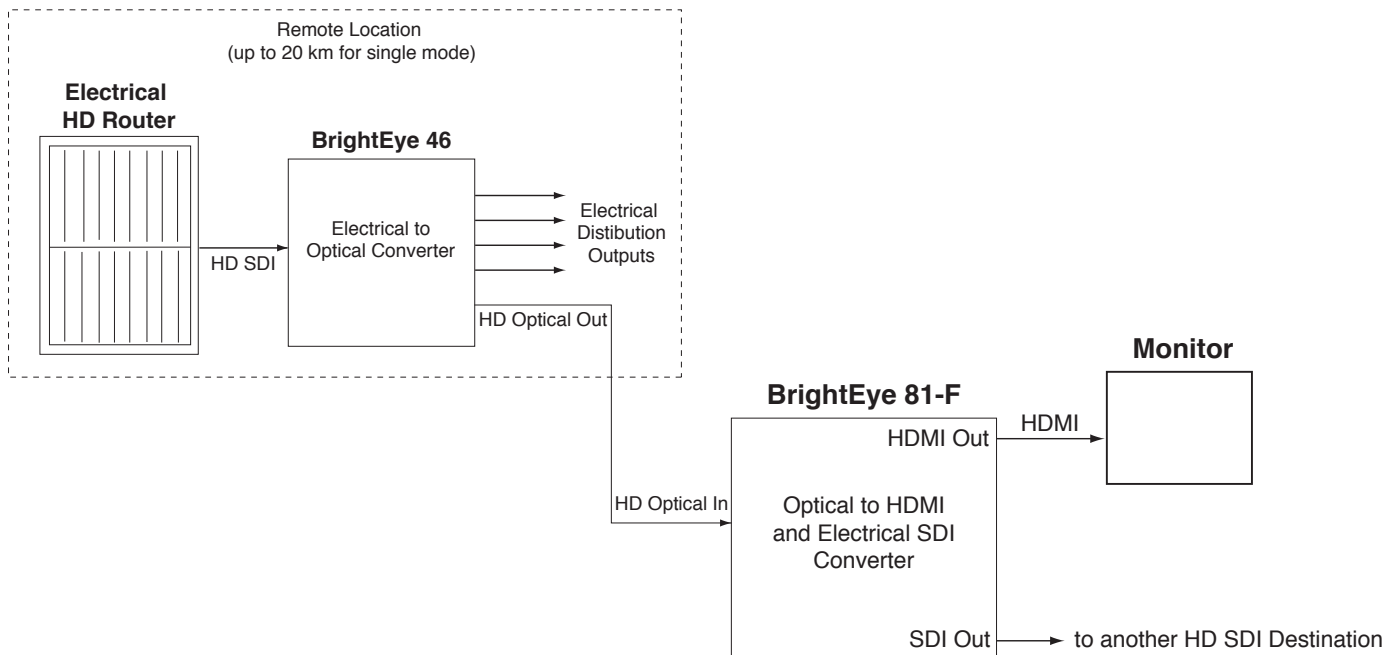 Remote Location
(up to 20 km for single mode)
Electrical
HD Router
BrightEye 46
Electrical to
Optical Converter
HD SDI
Electrical
Distibution
Outputs
HD Optical Out
Monitor
BrightEye 81-F
HDMI Out
HDMI
HD Optical In
Optical to HDMI
and Electrical SDI
Converter
SDI Out
to another HD SDI Destination